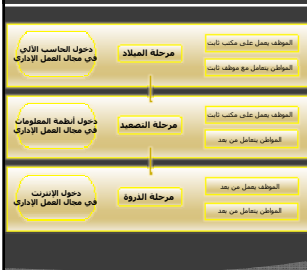 الموظف يعمل على مكتب ثابت
المواطن يتعامل مع موظف ثابت
مرحلة الميلاد
دخول الحاسب الآلي
في مجال العمل الإداري
الموظف يعمل على مكتب ثابت
المواطن يتعامل من بعد
مرحلة التصعيد
دخول أنظمة المعلومات
في مجال العمل الإداري
الموظف يعمل من بعد
المواطن يتعامل من بعد
مرحلة الذروة
دخول الإنترنت
في مجال العمل الإداري